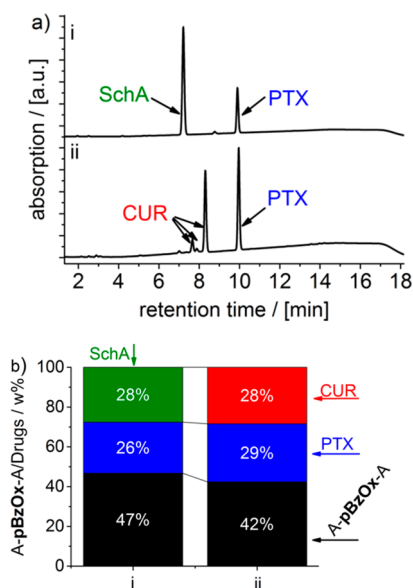 a)
i
SchA
PTX
ii
CUR
PTX
absorption / [a.u.]
2 4 6 8 10 12 14 16 18
retention time / [min]
b)
SchA
A-pBzOx-A/Drugs / w%
100
80
60
40
20
0
28% 28%
CUR
26% 29%
PTX
47% 42%
A-pBzOx-A
i ii